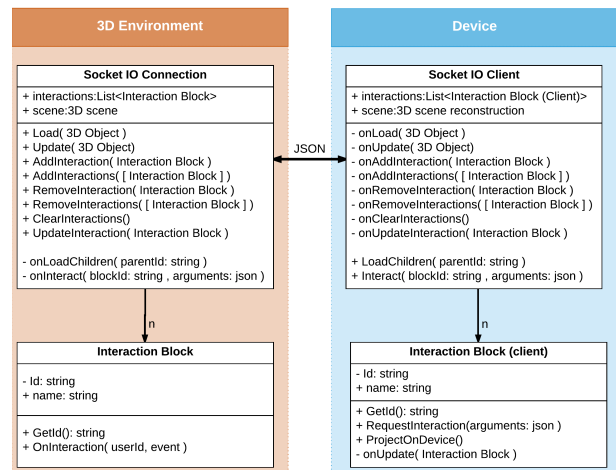 3D Environment
Socket IO Connection
+ interactions:List<Interaction Block>
+ scene:3D scene
+ Load( 3D Object )
+ Update( 3D Object)
+ AddInteraction( Interaction Block )
+ AddInteractions( [ Interaction Block ] )
+ RemoveInteraction( Interaction Block )
+ RemoveInteractions( [ Interaction Block ] )
+ ClearInteractions()
+ UpdateInteraction( Interaction Block )
- onLoadChildren( parentId: string )
- onInteract( blockId: string , arguments: json )
n
Interaction Block
- Id: string
+ name: string
+ GetId(): string
+ OnInteraction ( userId, event )
JSON
Device
Socket IO Client
+ interactions:List<Interaction Block (Client)>
+ scene:3D scene reconstruction
- onLoad( 3D Object )
- onUpdate( 3D Object)
- onAddInteraction( Interaction Block )
- onAddInteractions( [ Interaction Block ] )
- onRemoveInteraction( Interaction Block )
- onRemoveInteractions( [ Interaction Block ] )
- onClearInteractions()
- onUpdateInteraction( Interaction Block )
+ LoadChildren( parentId: string )
+ Interact( blockId: string , arguments: json )
n
Interaction Block (client)
- Id: string
+ name: string
+ GetId(): string
+ RequestInteraction(arguments: json )
+ ProjectOnDevice()
- onUpdate( Interaction Block )